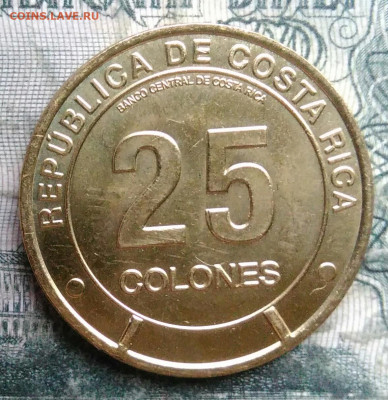 COINS.LAVE.RU
REPÚBLICA DE COSTA RICA
BANCO CENTRAL DE COSTA RICA
25
COLONES